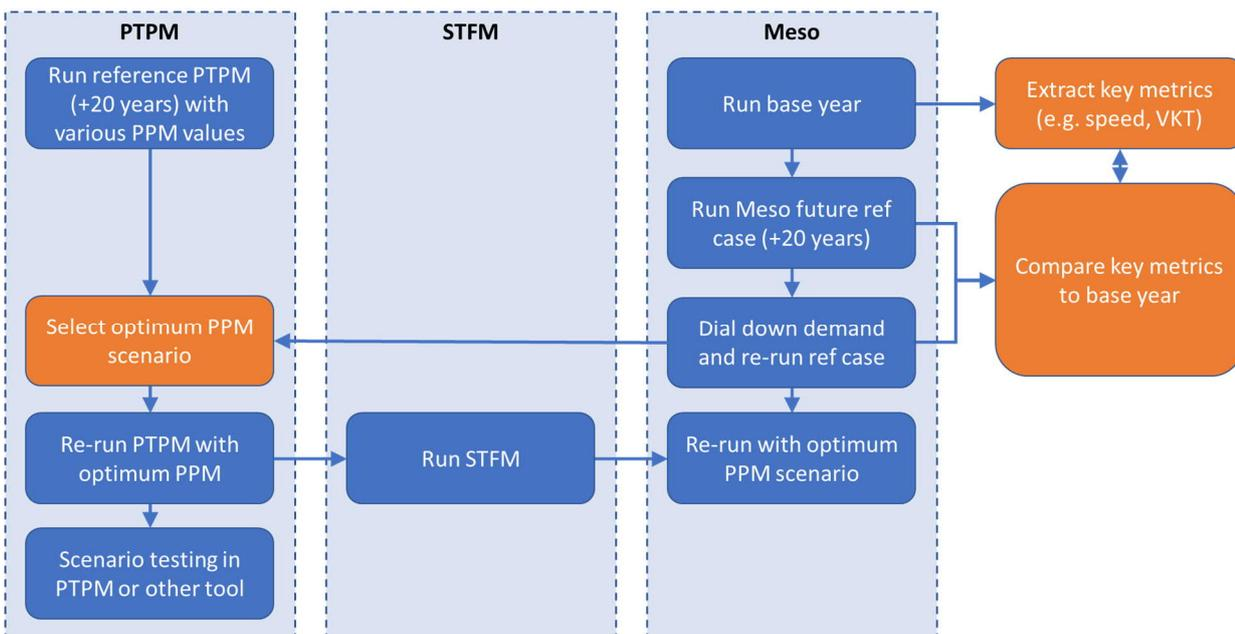 PTPM
Run reference PTPM
(+20 years) with
various PPM values
Select optimum PPM
scenario
Re-run PTPM with
optimum PPM
Scenario testing in
PTPM or other tool
STFM
Run STFM
Meso
Run base year
Run Meso future ref
case (+20 years)
Dial down demand
and re-run ref case
Re-run with optimum
PPM scenario
Extract key metrics
(e.g. speed, VKT)
Compare key metrics
to base year